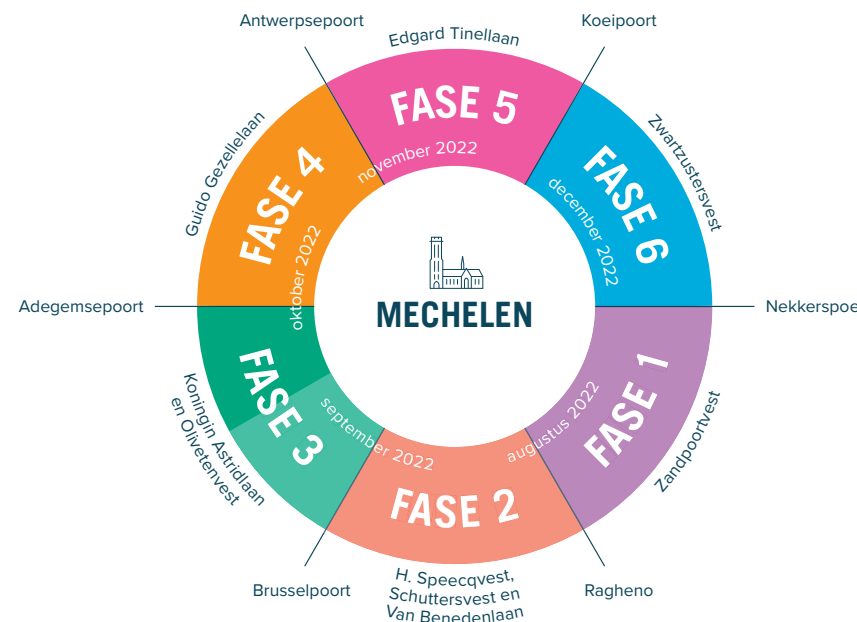 Antwerpsepoort
Edgard Tinellaan
Koeipoort
FASE 5
november 2022
Guido Gezellelaan
FASE 4
oktober 2022
Zwartzustersvest
FASE 6
december 2022
MECHELEN
Adegemsepoort
Nekkerspoe
Koningin Astridlaan
en Olivetenvest
FASE 3
september 2022
Zandpoortvest
FASE 1
augustus 2022
FASE 2
Brusselpoort
H. Speecqvest,
Schuttersvest en
Van Benedenlaan
Ragheno